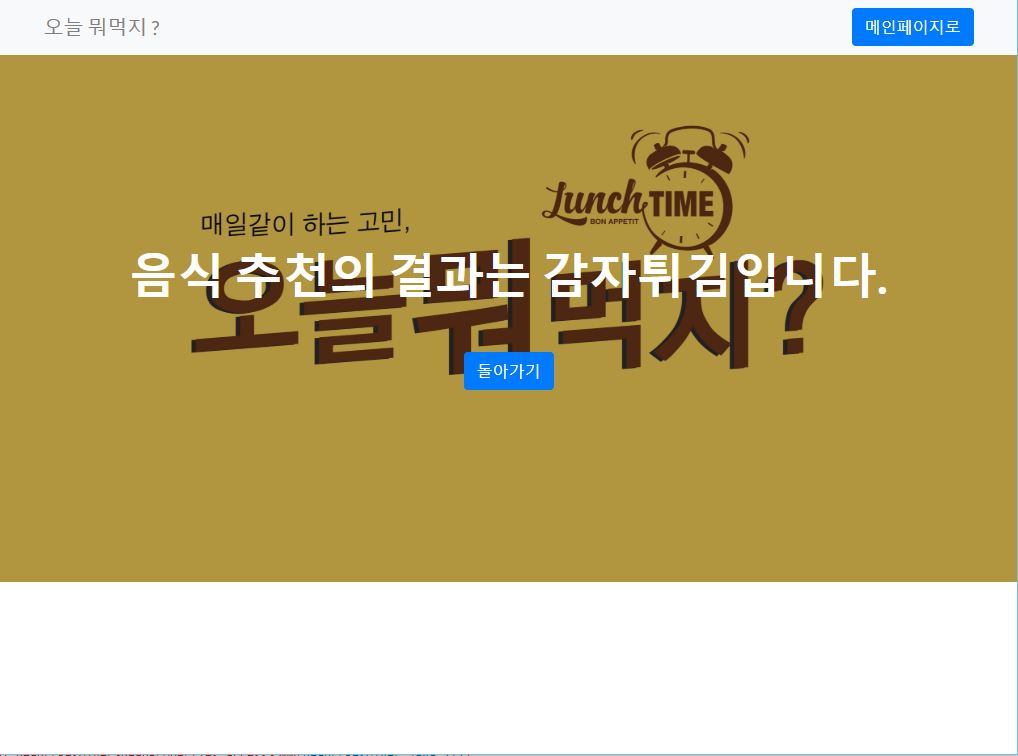 오늘 뭐먹지 ?
메인페이지로
Lunch TIME
BON APPETIT
매일같이 하는 고민,
음식 추천의 결과는 감자튀김입니다.
오늘 뭐 먹지?
돌아가기